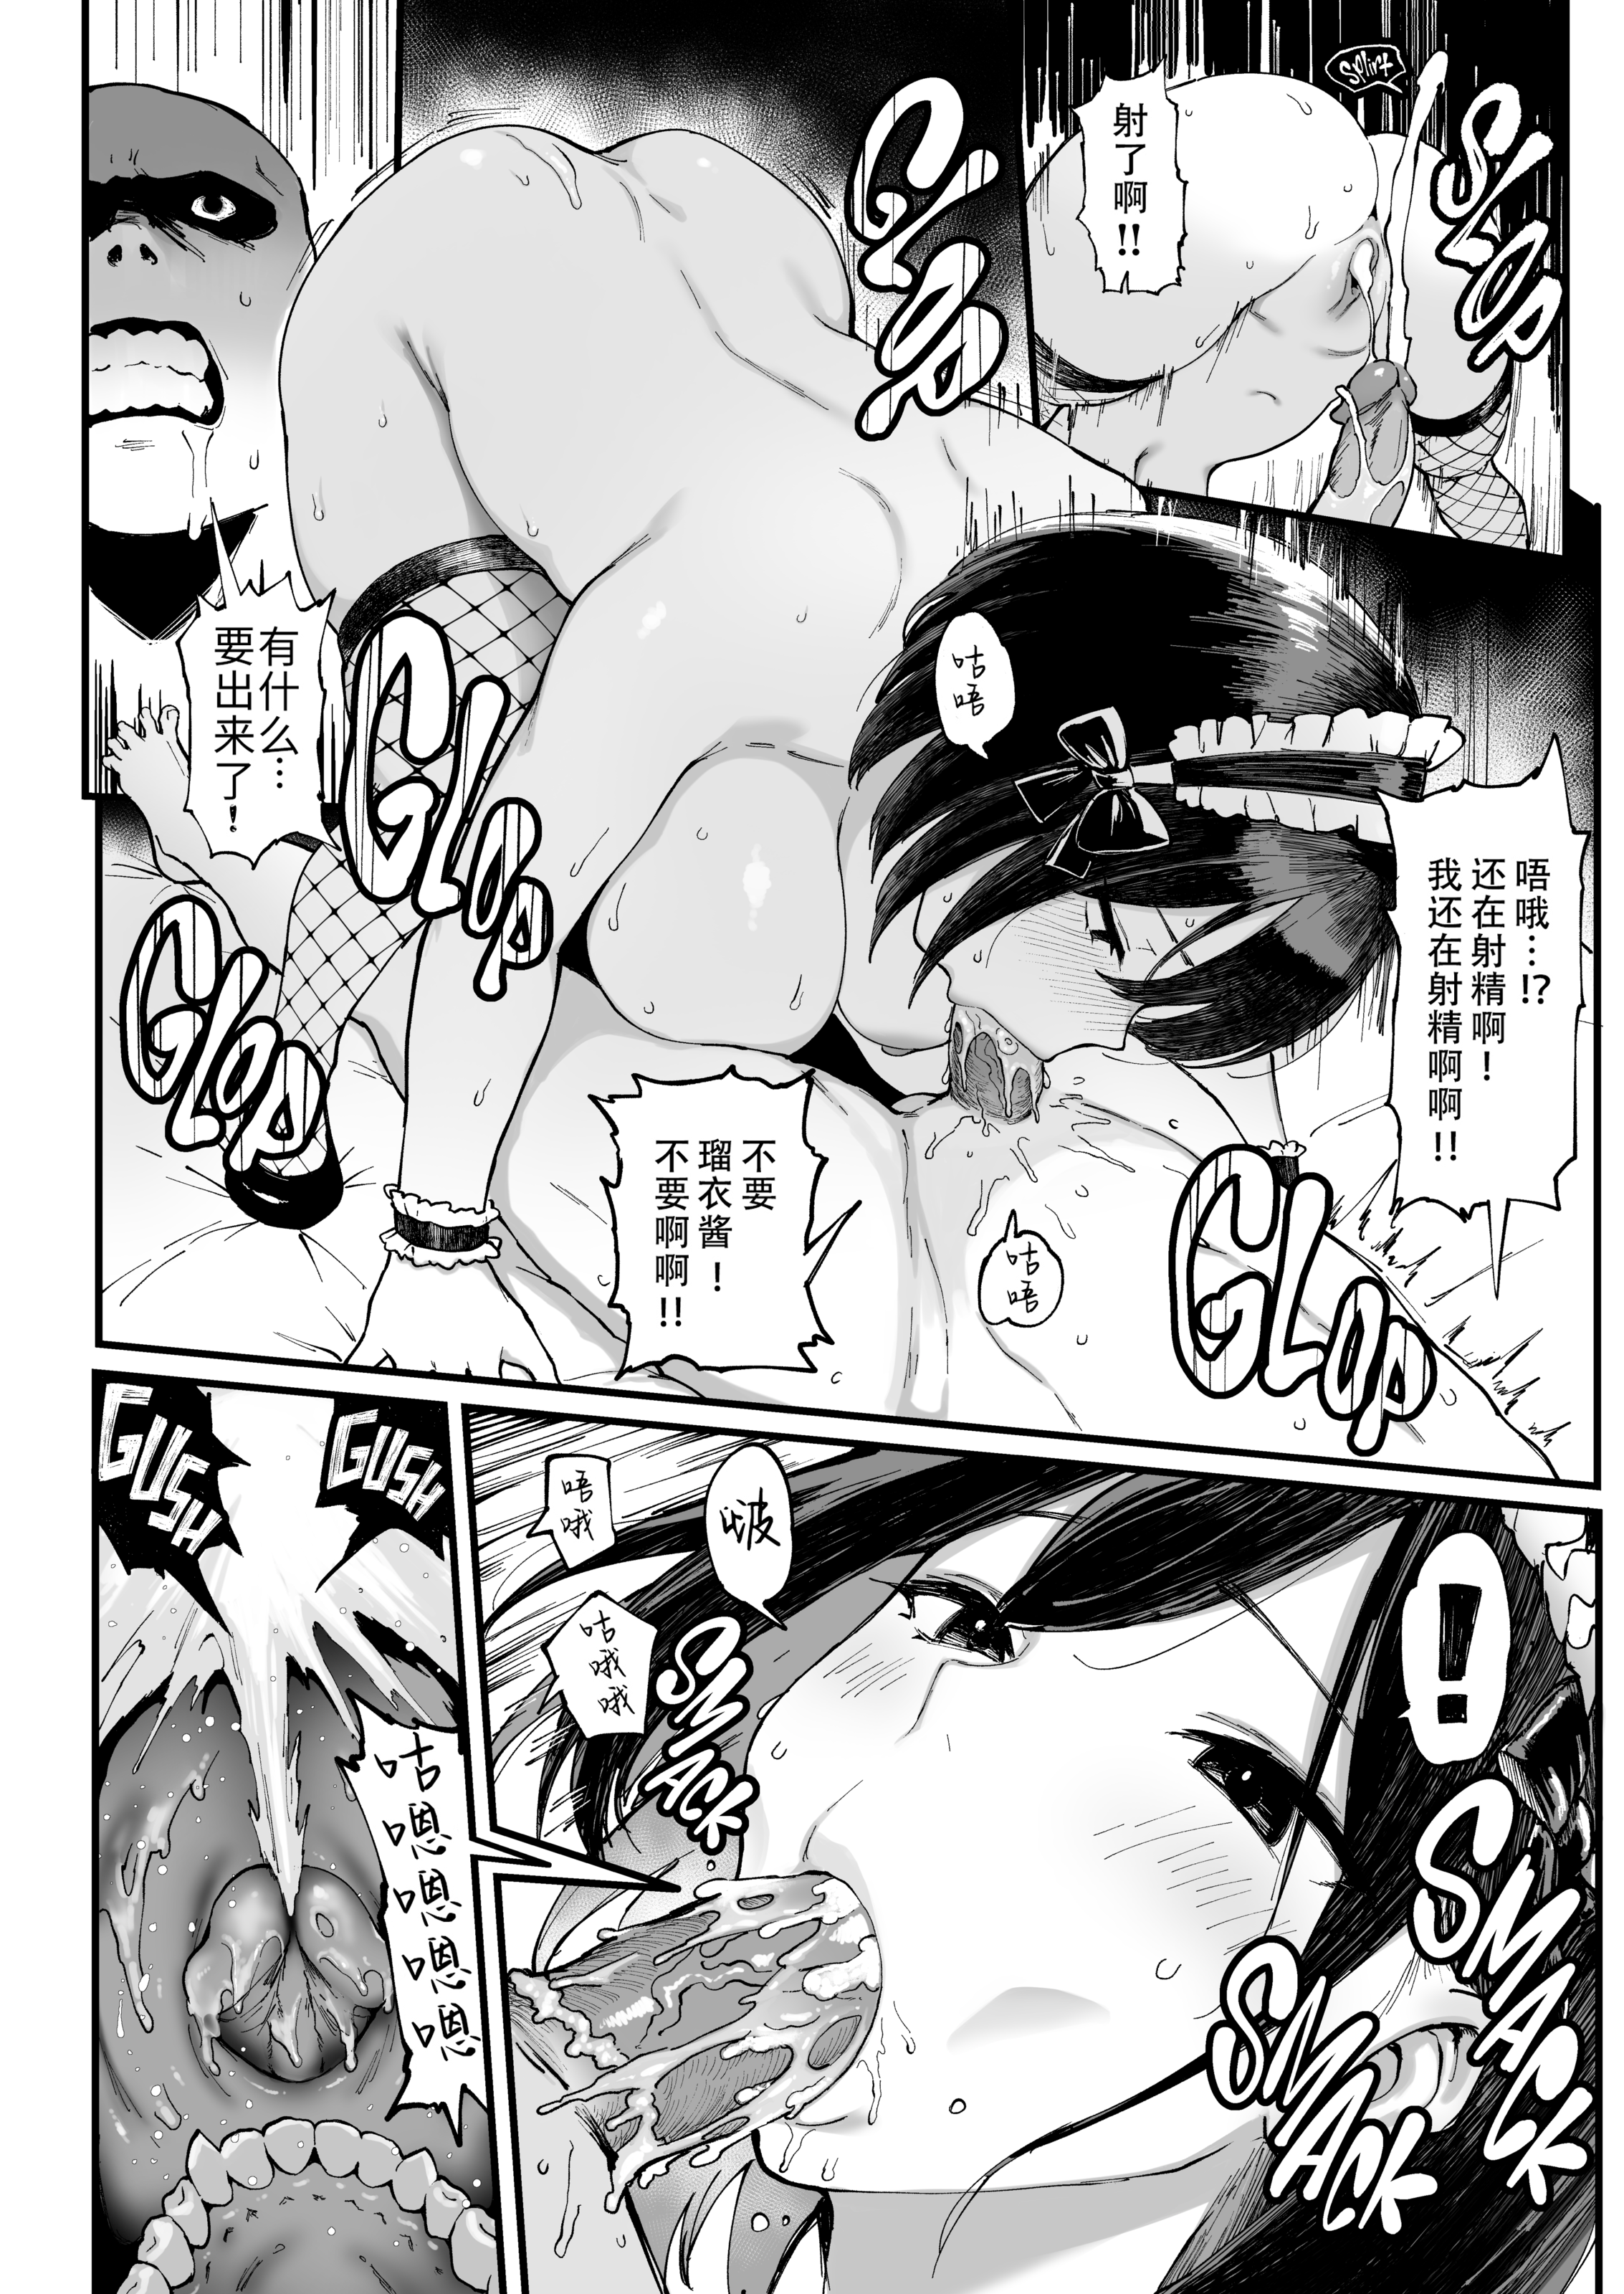 splirt
SLOP
射了啊!!
GLOP
咕唔
唔哦…!?
还在射精啊！
我还在射精啊啊!!
有什么…
要出来了！
GLOP
GLOP
不要
瑠衣酱！
不要啊啊!!
咕唔
GLOP
!
啵
唔哦
咕哦哦
SMACK
SMACK
SMACK
GUSH
GUSH
咕嗯嗯嗯嗯